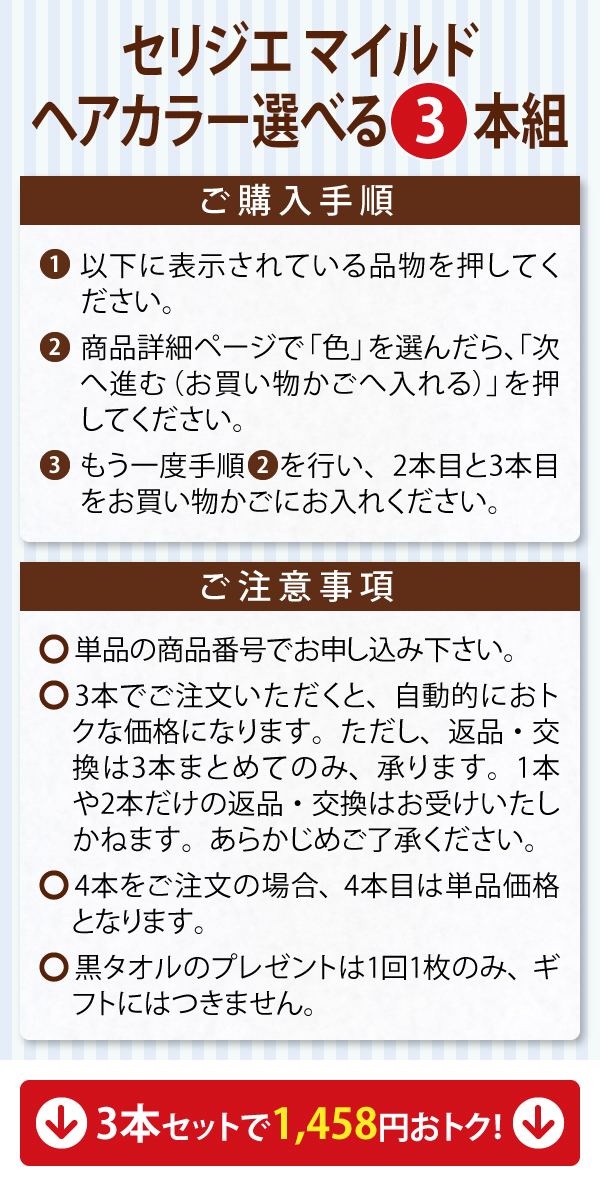 セリジエ マイルド
ヘアカラー選べる3本組
ご購入手順
❶ 以下に表示されている品物を押してく
ださい。
❷ 商品詳細ページで「色」を選んだら、「次
へ進む（お買い物かごへ入れる）」を押
してください。
❸ もう一度手順❷を行い、2本目と3本目
をお買い物かごにお入れください。
ご注意事項
○ 単品の商品番号でお申し込み下さい。
○ 3本でご注文いただくと、自動的におト
クな価格になります。ただし、返品・交
換は3本まとめてのみ、承ります。1本
や2本だけの返品・交換はお受けいたし
かねます。あらかじめご了承ください。
○ 4本をご注文の場合、4本目は単品価格
となります。
○ 黒タオルのプレゼントは1回1枚のみ、ギ
フトにはつきません。
3本セットで1,458円おトク!